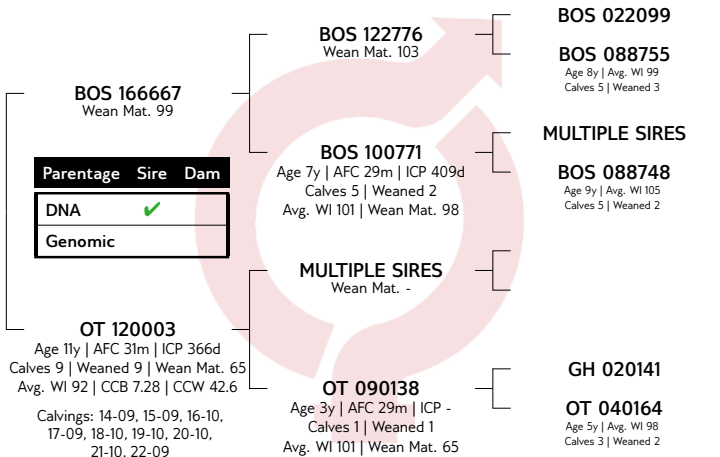 BOS 022099
BOS 122776
Wean Mat. 103
BOS 088755
Age 8y | Avg. WI 99
Calves 5 | Weaned 3
BOS 166667
Wean Mat. 99
MULTIPLE SIRES
BOS 100771
Age 7y | AFC 29m | ICP 409d
Calves 5 | Weaned 2
Avg. WI 101 | Wean Mat. 98
BOS 088748
Age 9y | Avg. WI 105
Calves 5 | Weaned 2
Parentage Sire Dam
DNA ✔
Genomic
MULTIPLE SIRES
Wean Mat. -
OT 120003
Age 11y | AFC 31m | ICP 366d
Calves 9 | Weaned 9 | Wean Mat. 65
Avg. WI 92 | CCB 7.28 | CCW 42.6
Calvings: 14-09, 15-09, 16-10,
17-09, 18-10, 19-10, 20-10,
21-10, 22-09
GH 020141
OT 090138
Age 3y | AFC 29m | ICP -
Calves 1 | Weaned 1
Avg. WI 101 | Wean Mat. 65
OT 040164
Age 5y | Avg. WI 98
Calves 3 | Weaned 2